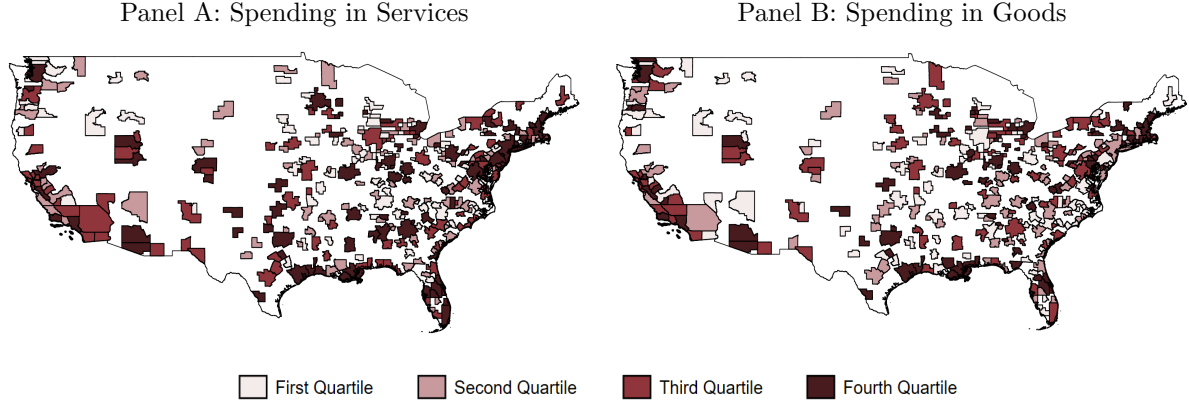 Panel A: Spending in Services
Panel B: Spending in Goods
First Quartile
Second Quartile
Third Quartile
Fourth Quartile